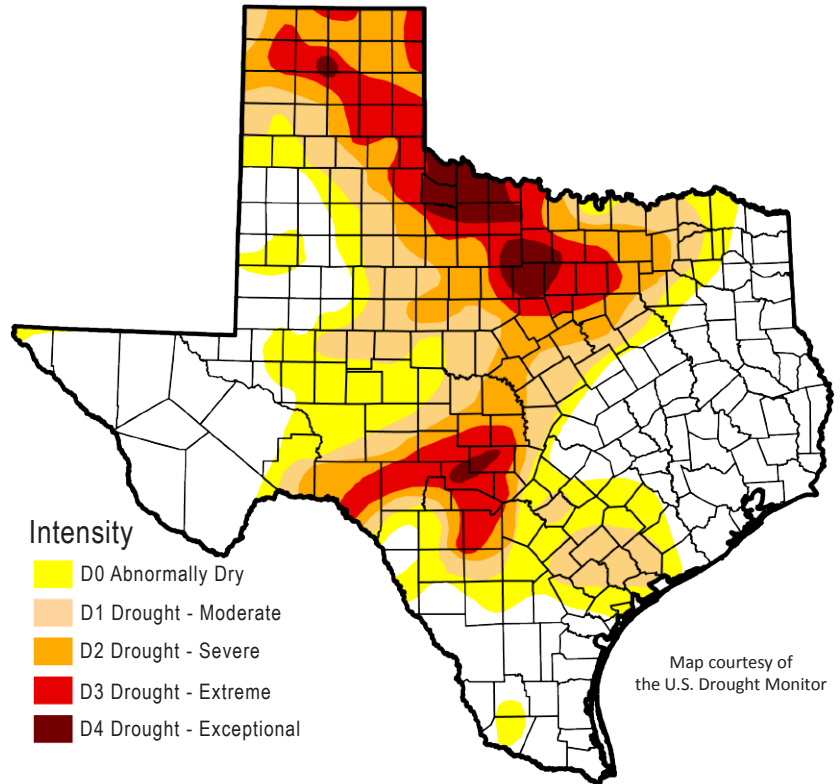 Intensity
D0 Abnormally Dry
D1 Drought - Moderate
D2 Drought - Severe
D3 Drought - Extreme
D4 Drought - Exceptional
Map courtesy of
the U.S. Drought Monitor